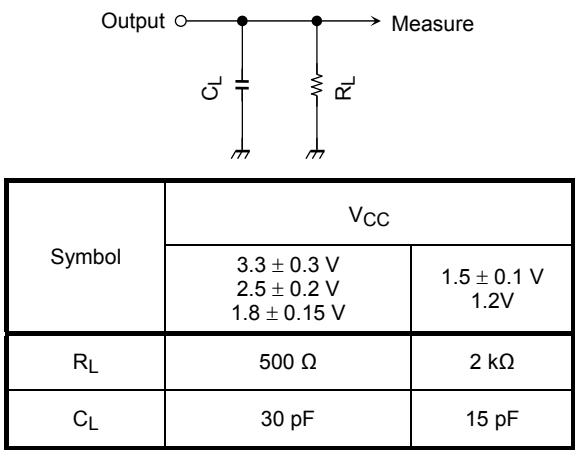 Output
Measure
CL
RL
Symbol
VCC
3.3 ± 0.3 V
2.5 ± 0.2 V
1.8 ± 0.15 V
1.5 ± 0.1 V
1.2V
RL
500 Ω
2 kΩ
CL
30 pF
15 pF